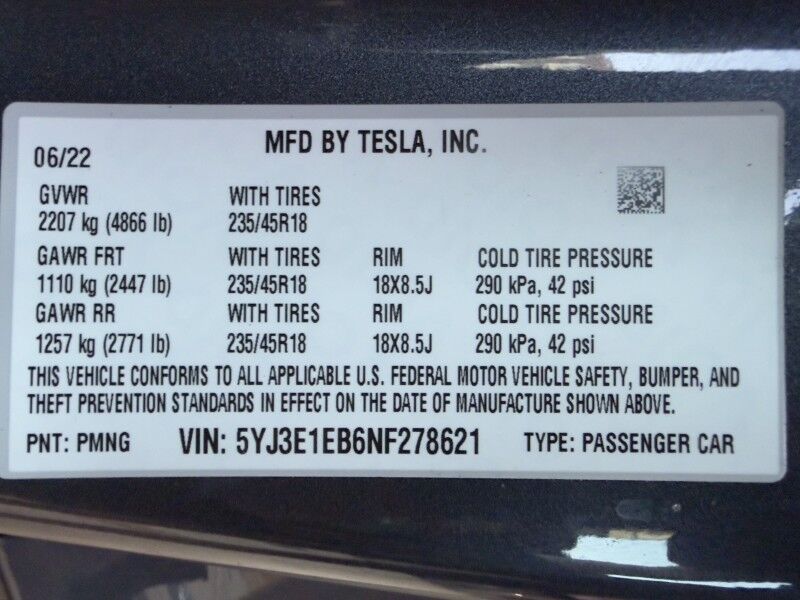 MFD BY TESLA, INC.
06/22
GVWR WITH TIRES
2207 kg (4866 lb) 235/45R18
GAWR FRT WITH TIRES RIM COLD TIRE PRESSURE
1110 kg (2447 lb) 235/45R18 18X8.5J 290 kPa, 42 psi
GAWR RR WITH TIRES RIM COLD TIRE PRESSURE
1257 kg (2771 lb) 235/45R18 18X8.5J 290 kPa, 42 psi
THIS VEHICLE CONFORMS TO ALL APPLICABLE U.S. FEDERAL MOTOR VEHICLE SAFETY, BUMPER, AND
THEFT PREVENTION STANDARDS IN EFFECT ON THE DATE OF MANUFACTURE SHOWN ABOVE.
PNT: PMNG VIN: 5YJ3E1EB6NF278621 TYPE: PASSENGER CAR